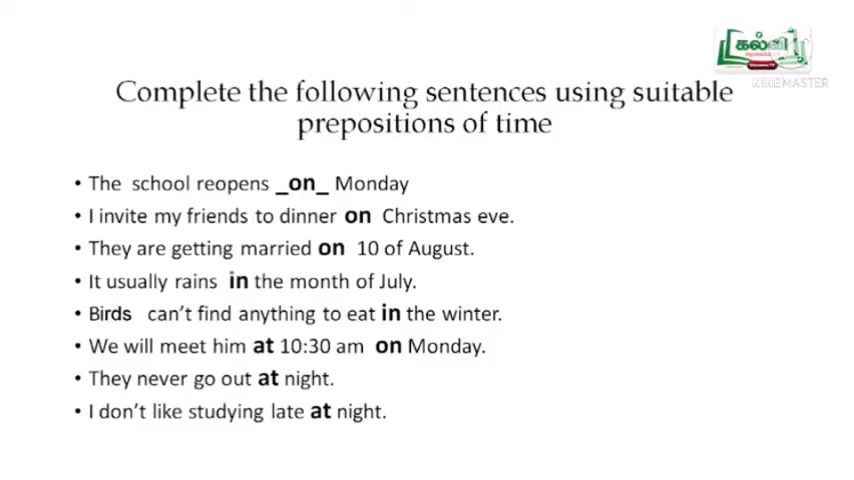 கல்வி
KINEMASTER
Complete the following sentences using suitable
prepositions of time
• The school reopens _on_ Monday
• I invite my friends to dinner on Christmas eve.
• They are getting married on 10 of August.
• It usually rains in the month of July.
• Birds can't find anything to eat in the winter.
• We will meet him at 10:30 am on Monday.
• They never go out at night.
• I don't like studying late at night.